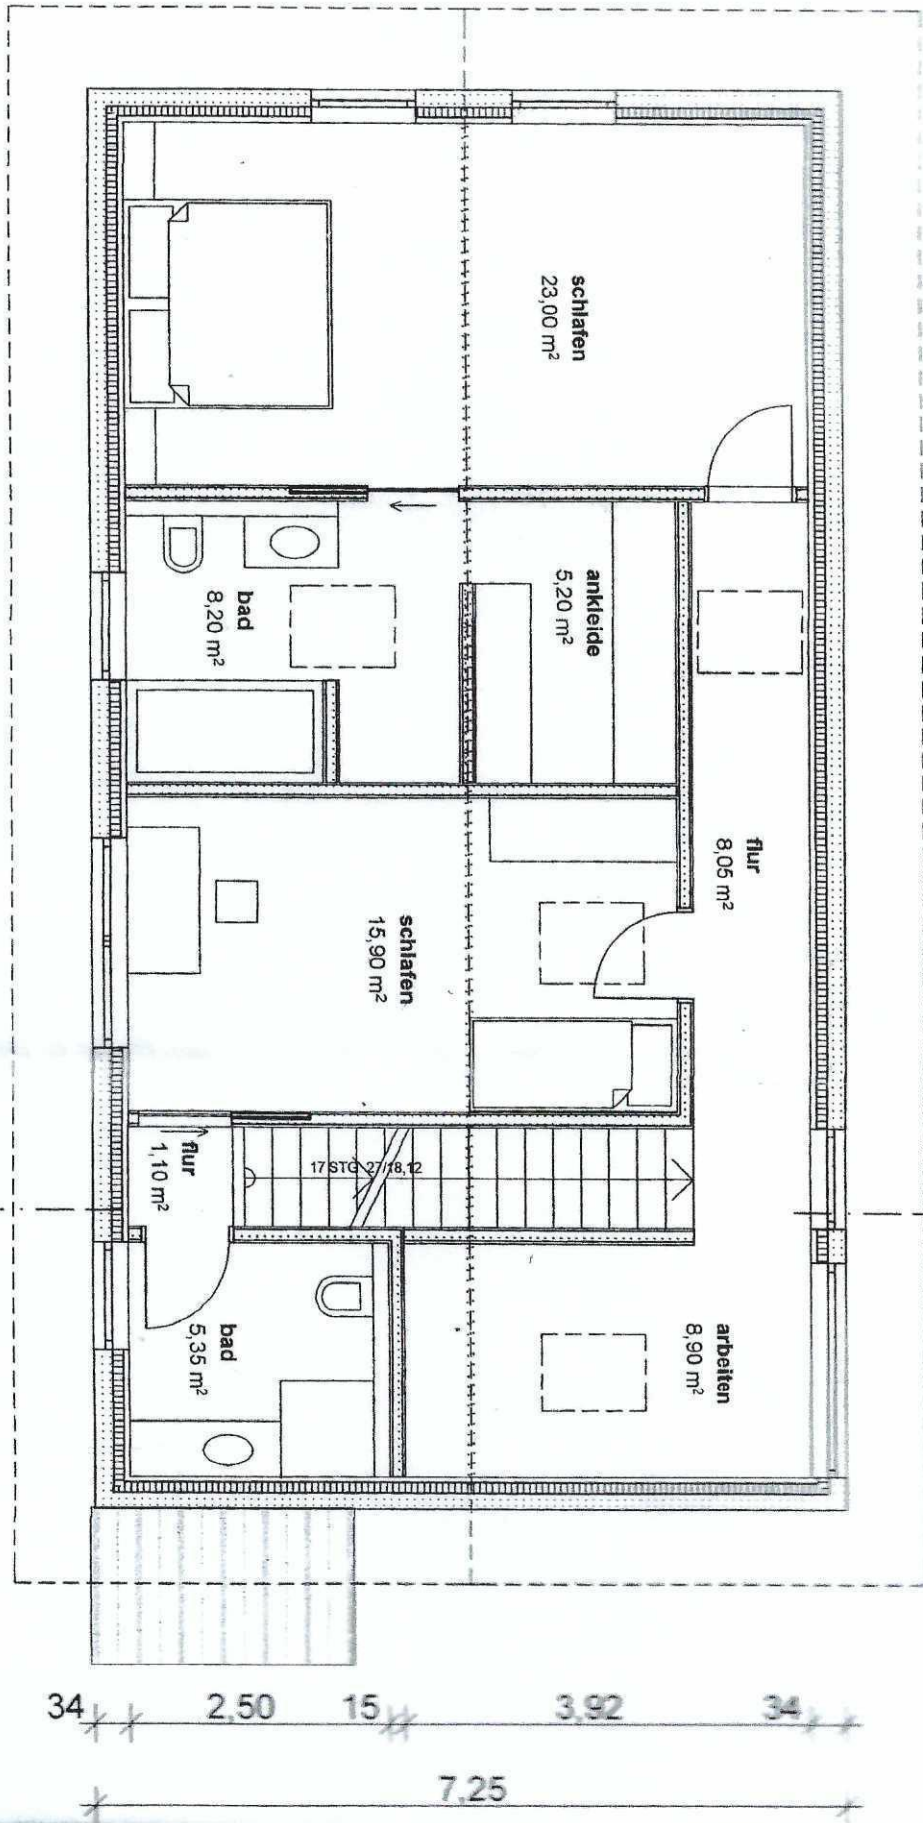 schlafen
23,00 m²
ankleide
5,20 m²
bad
8,20 m²
flur
8,05 m²
schlafen
15,90 m²
17 STG 27/18,12
flur
1,10 m²
bad
5,35 m²
arbeiten
8,90 m²
34 2,50 15 3,92 34
7,25